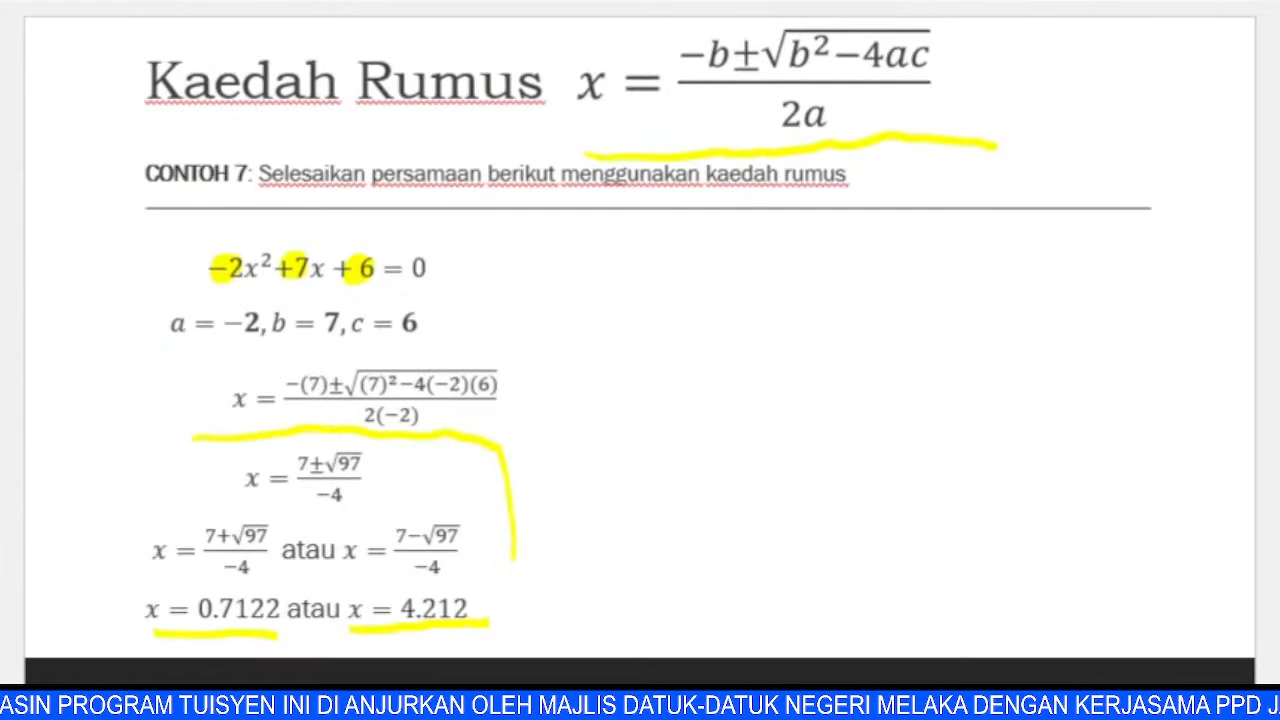 Kaedah Rumus x = −b±√b²−4ac / 2a
CONTOH 7: Selesaikan persamaan berikut menggunakan kaedah rumus
−2x²+7x + 6 = 0
a = −2, b = 7, c = 6
x = −(7)±√(7)²−4(−2)(6) / 2(−2)
x = 7±√97 / −4
x = 7+√97 / −4 atau x = 7−√97 / −4
x = 0.7122 atau x = 4.212
ASIN PROGRAM TUISYEN INI DI ANJURKAN OLEH MAJLIS DATUK-DATUK NEGERI MELAKA DENGAN KERJASAMA PPD J